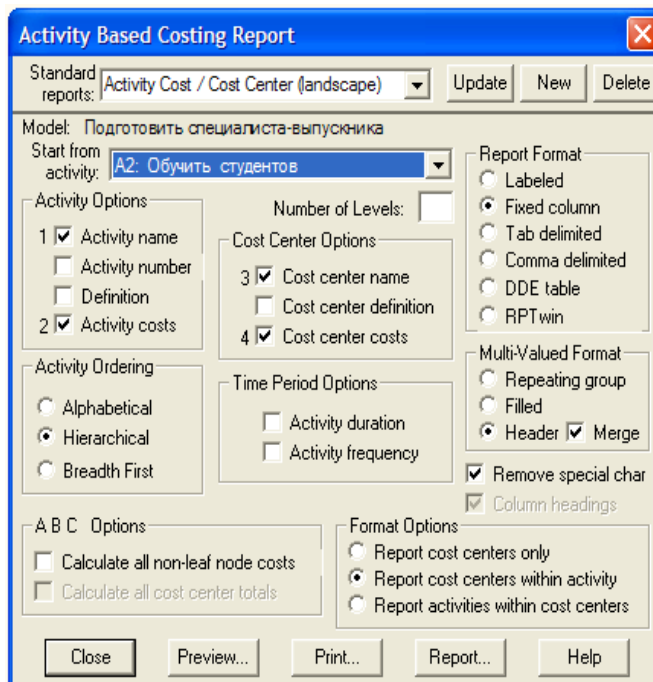 Activity Based Costing Report
Standard reports: Activity Cost / Cost Center (landscape) Update New Delete
Model: Подготовить специалиста-выпускника
Start from activity: A2: Обучить студентов
Number of Levels:
Activity Options
1 Activity name
Activity number
Definition
2 Activity costs
Cost Center Options
3 Cost center name
Cost center definition
4 Cost center costs
Report Format
Labeled
Fixed column
Tab delimited
Comma delimited
DDE table
RPTwin
Activity Ordering
Alphabetical
Hierarchical
Breadth First
Time Period Options
Activity duration
Activity frequency
Multi-Valued Format
Repeating group
Filled
Header Merge
Remove special char
Column headings
A B C Options
Calculate all non-leaf node costs
Calculate all cost center totals
Format Options
Report cost centers only
Report cost centers within activity
Report activities within cost centers
Close Preview... Print... Report... Help